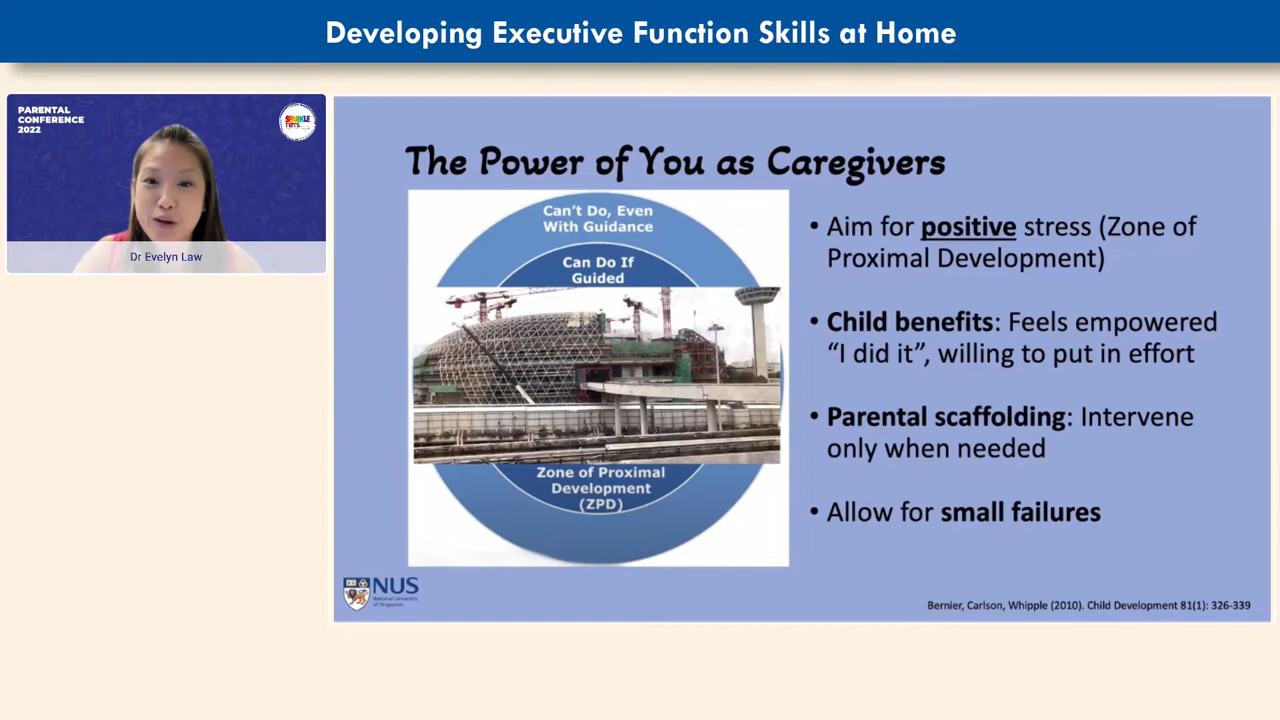 Developing Executive Function Skills at Home
PARENTAL
CONFERENCE
2022
SPARKLE
TOTS
Dr Evelyn Law
The Power of You as Caregivers
Can't Do, Even
With Guidance
Can Do If
Guided
Zone of Proximal
Development
(ZPD)
• Aim for positive stress (Zone of
Proximal Development)
• Child benefits: Feels empowered
“I did it”, willing to put in effort
• Parental scaffolding: Intervene
only when needed
• Allow for small failures
NUS
National University
of Singapore
Bernier, Carlson, Whipple (2010). Child Development 81(1): 326-339